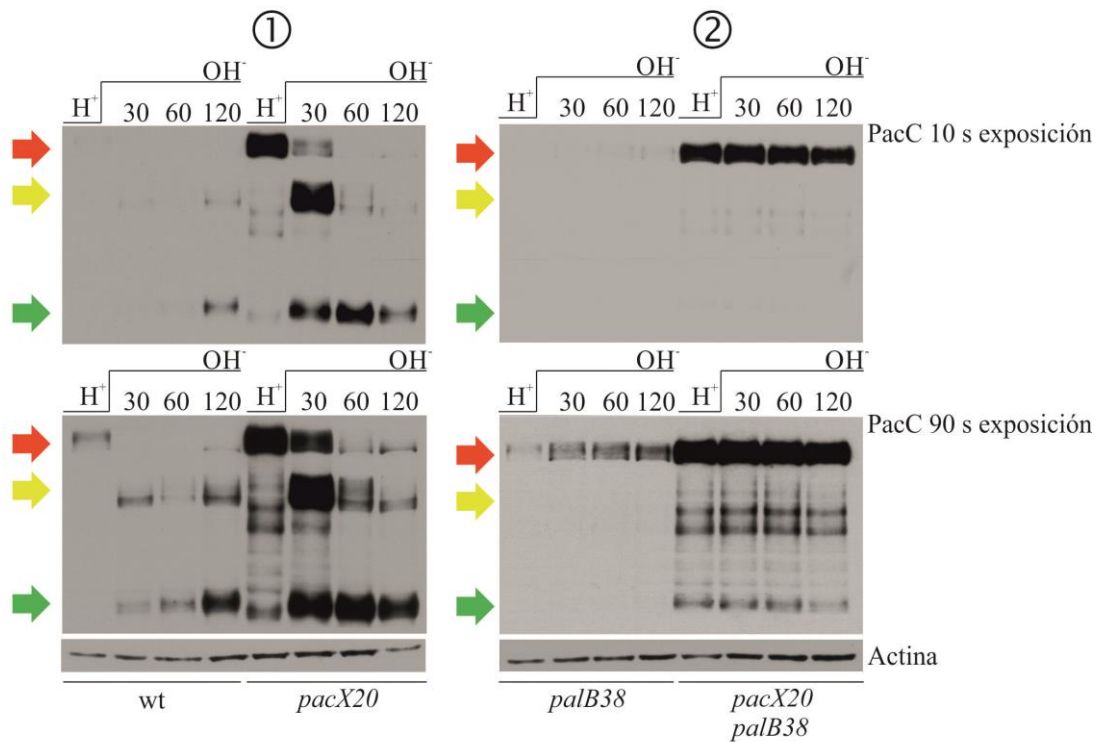 ① ②
OH⁻ OH⁻
H⁺ 30 60 120 H⁺ 30 60 120 H⁺ 30 60 120 H⁺ 30 60 120
PacC 10 s exposición
OH⁻ OH⁻ OH⁻ OH⁻
H⁺ 30 60 120 H⁺ 30 60 120 H⁺ 30 60 120 H⁺ 30 60 120
PacC 90 s exposición
Actina
wt pacX20 palB38 pacX20
palB38